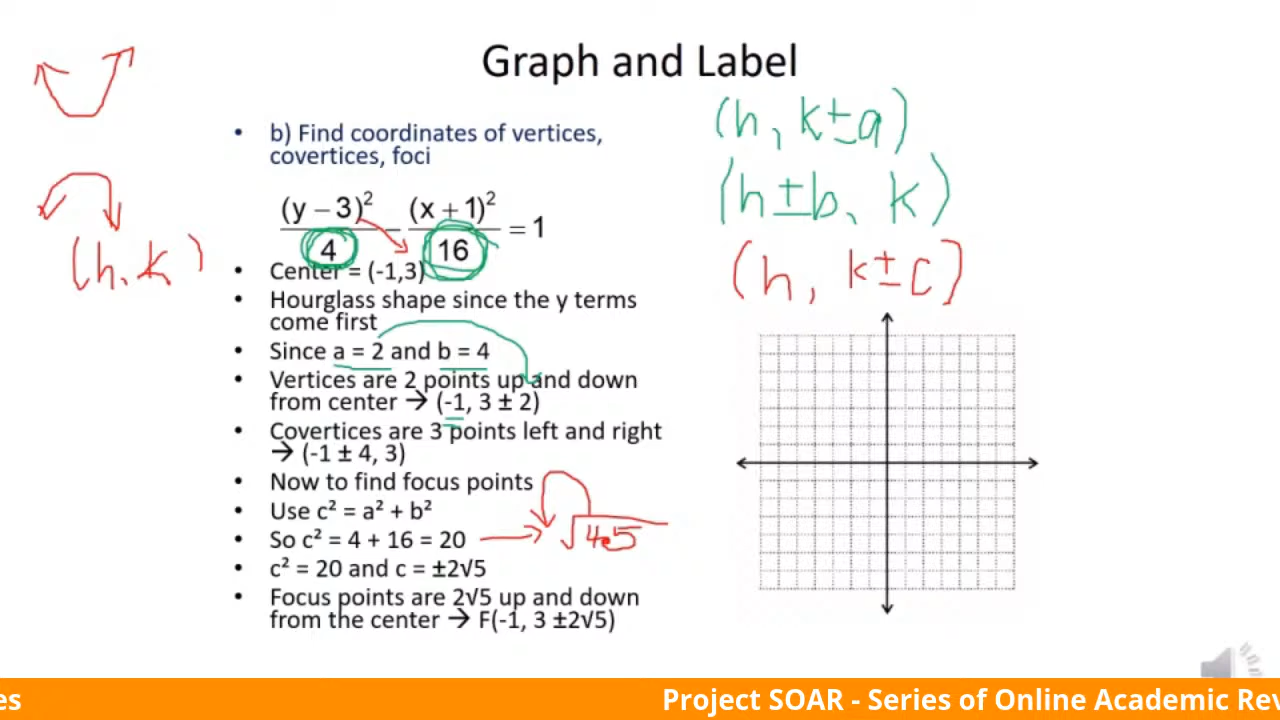 Graph and Label
• b) Find coordinates of vertices,
covertices, foci
(y – 3)² / 4 – (x + 1)² / 16 = 1
• Center = (-1,3)
• Hourglass shape since the y terms
come first
• Since a = 2 and b = 4
• Vertices are 2 points up and down
from center → (-1, 3 ± 2)
• Covertices are 3 points left and right
→ (-1 ± 4, 3)
• Now to find focus points
• Use c² = a² + b²
• So c² = 4 + 16 = 20
√4•5
• c² = 20 and c = ±2√5
• Focus points are 2√5 up and down
from the center → F(-1, 3 ±2√5)
(h, k)
(h, k±a)
(h±b, k)
(h, k±c)
es
Project SOAR - Series of Online Academic Rev